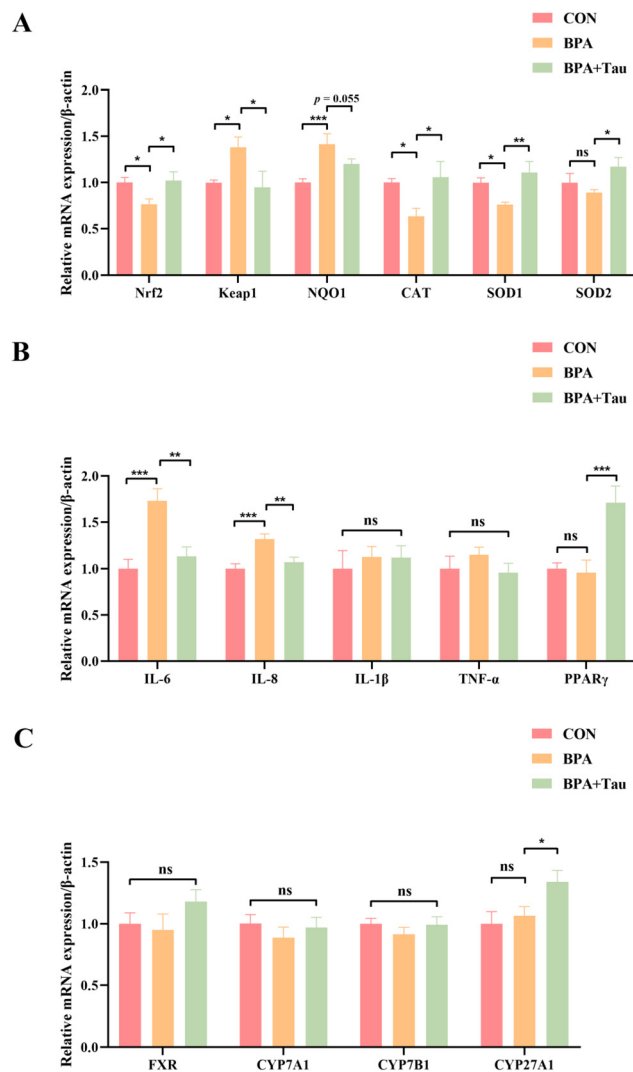 A
CON
BPA
BPA+Tau
Relative mRNA expression/β-actin
2.0
1.5
1.0
0.5
0.0
* * * * *** p = 0.055 * * * ** ns *
Nrf2 Keap1 NQO1 CAT SOD1 SOD2
B
CON
BPA
BPA+Tau
Relative mRNA expression/β-actin
2.0
1.5
1.0
0.5
0.0
*** ** *** ** ns ns ns ***
IL-6 IL-8 IL-1β TNF-α PPARγ
C
CON
BPA
BPA+Tau
Relative mRNA expression/β-actin
1.5
1.0
0.5
0.0
ns ns ns ns *
FXR CYP7A1 CYP7B1 CYP27A1